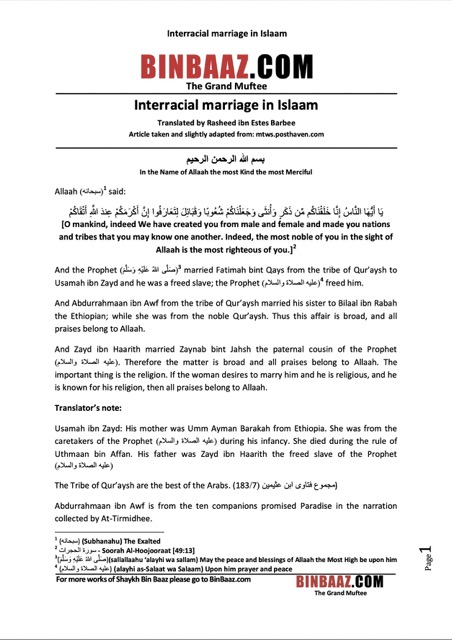 Interracial marriage in Islaam
BINBAAZ.COM
The Grand Muftee
Interracial marriage in Islaam
Translated by Rasheed ibn Estes Barbee
Article taken and slightly adapted from: mtws.posthaven.com
بسم الله الرحمن الرحيم
In the Name of Allaah the most Kind the most Merciful
Allaah (سبحانه)1 said:
يَا أَيُّهَا النَّاسُ إِنَّا خَلَقْنَاكُم مِّن ذَكَرٍ وَأُنثَى وَجَعَلْنَاكُمْ شُعُوبًا وَقَبَائِلَ لِتَعَارَفُوا إِنَّ أَكْرَمَكُمْ عِندَ اللَّهِ أَتْقَاكُمْ
[O mankind, indeed We have created you from male and female and made you nations
and tribes that you may know one another. Indeed, the most noble of you in the sight of
Allaah is the most righteous of you.]2
And the Prophet (صَلَّى اللهُ عَلَيْهِ وَسَلَّمَ)3 married Fatimah bint Qays from the tribe of Qur'aysh to
Usamah ibn Zayd and he was a freed slave; the Prophet (عليه الصلاة والسلام)4 freed him.
And Abdurrahmaan ibn Awf from the tribe of Qur'aysh married his sister to Bilaal ibn Rabah
the Ethiopian; while she was from the noble Qur'aysh. Thus this affair is broad, and all
praises belong to Allaah.
And Zayd ibn Haarith married Zaynab bint Jahsh the paternal cousin of the Prophet
(عليه الصلاة والسلام). Therefore the matter is broad and all praises belong to Allaah. The
important thing is the religion. If the woman desires to marry him and he is religious, and he
is known for his religion, then all praises belong to Allaah.
Translator's note:
Usamah ibn Zayd: His mother was Umm Ayman Barakah from Ethiopia. She was from the
caretakers of the Prophet (عليه الصلاة والسلام) during his infancy. She died during the rule of
Uthmaan bin Affan. His father was Zayd ibn Haarith the freed slave of the Prophet
(عليه الصلاة والسلام)
The Tribe of Qur'aysh are the best of the Arabs. (مجموع فتاوى ابن عثيمين (183/7)
Abdurrahmaan ibn Awf is from the ten companions promised Paradise in the narration
collected by At-Tirmidhee.
1 (سبحانه) (Subhanahu) The Exalted
2 سورة الحجرات - Soorah Al-Hoojooraat [49:13]
3 (صَلَّى اللهُ عَلَيْهِ وَسَلَّمَ)(sallallaahu 'alayhi wa sallam) May the peace and blessings of Allaah the Most High be upon him
4 (عليه الصلاة والسلام) (alayhi as-Salaat wa Salaam) Upon him prayer and peace
Page1
For more works of Shaykh Bin Baaz please go to BinBaaz.com
BINBAAZ.COM
The Grand Muftee